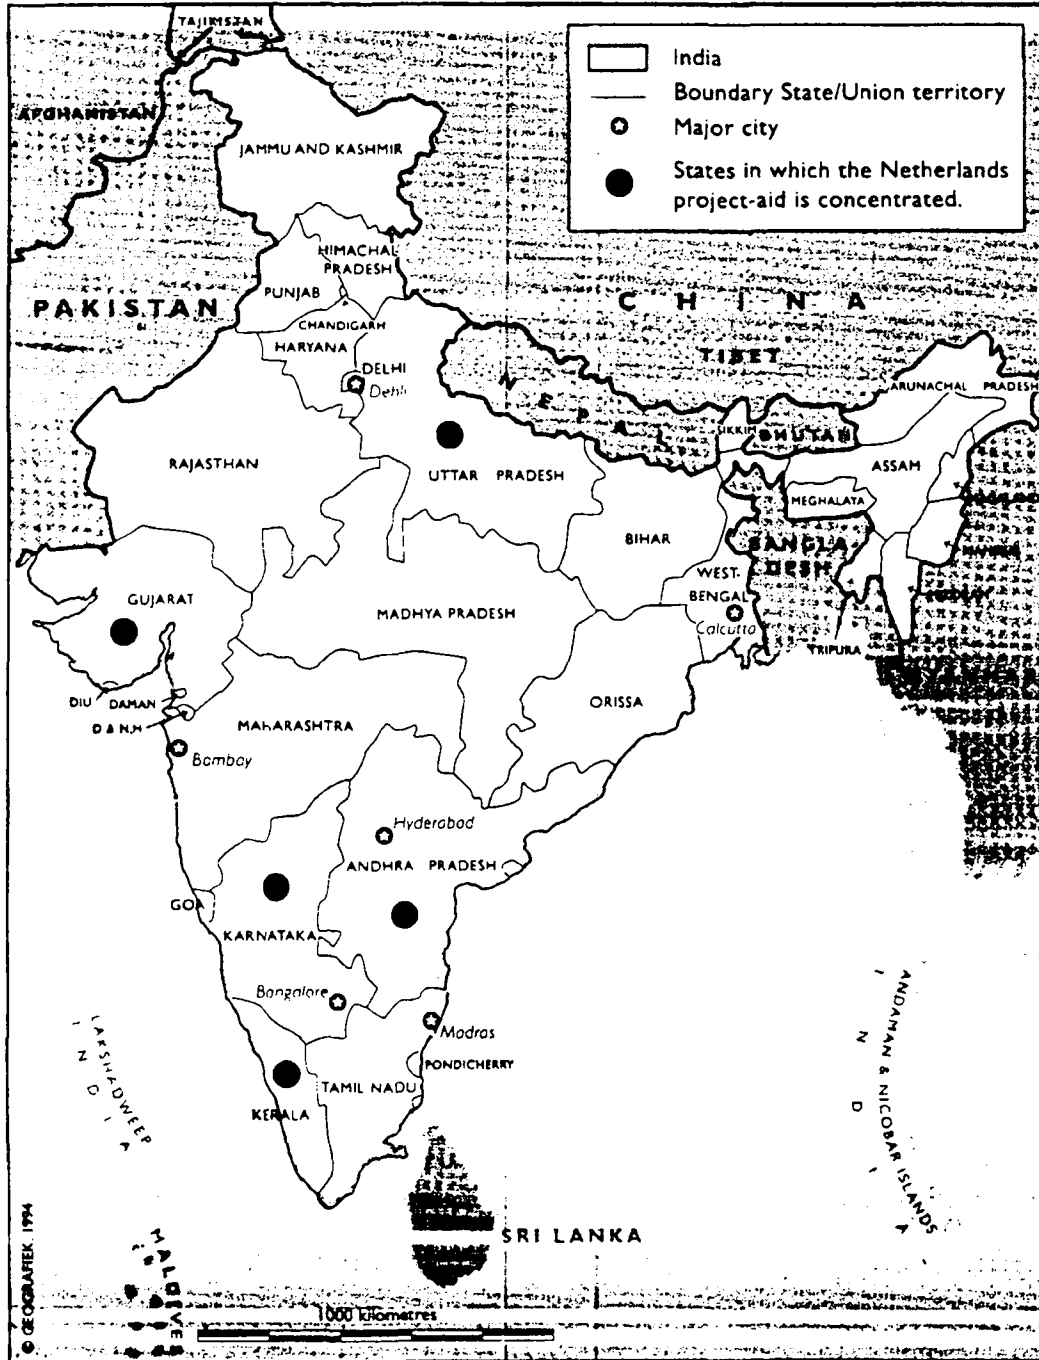 TAJIKISTAN
India
Boundary State/Union territory
Major city
States in which the Netherlands
project-aid is concentrated.
AFGHANISTAN
JAMMU AND KASHMIR
HIMACHAL
PRADESH
PUNJAB
PAKISTAN
CHINA
CHANDIGARH
HARYANA
TIBET
DELHI
Dehli
NEPAL
ARUNACHAL PRADESH
SIKKIM
BHUTAN
RAJASTHAN
UTTAR PRADESH
ASSAM
MEGHALATA
BIHAR
BANGLA
DESH
WEST-
BENGAL
Calcutta
GUJARAT
MADHYA PRADESH
TRIPURA
ORISSA
DIU
DAMAN
D & N.H
MAHARASHTRA
Bombay
Hyderabad
ANDHRA PRADESH
GOA
KARNATAKA
Bangalore
Madras
PONDICHERRY
TAMIL NADU
KERALA
LAKSHADWEEP
INDIA
ANDAMAN & NICOBAR ISLANDS
INDIA
SRI LANKA
MALDIVES
1000 kilometres
© GEOGRAFIEK, 1994